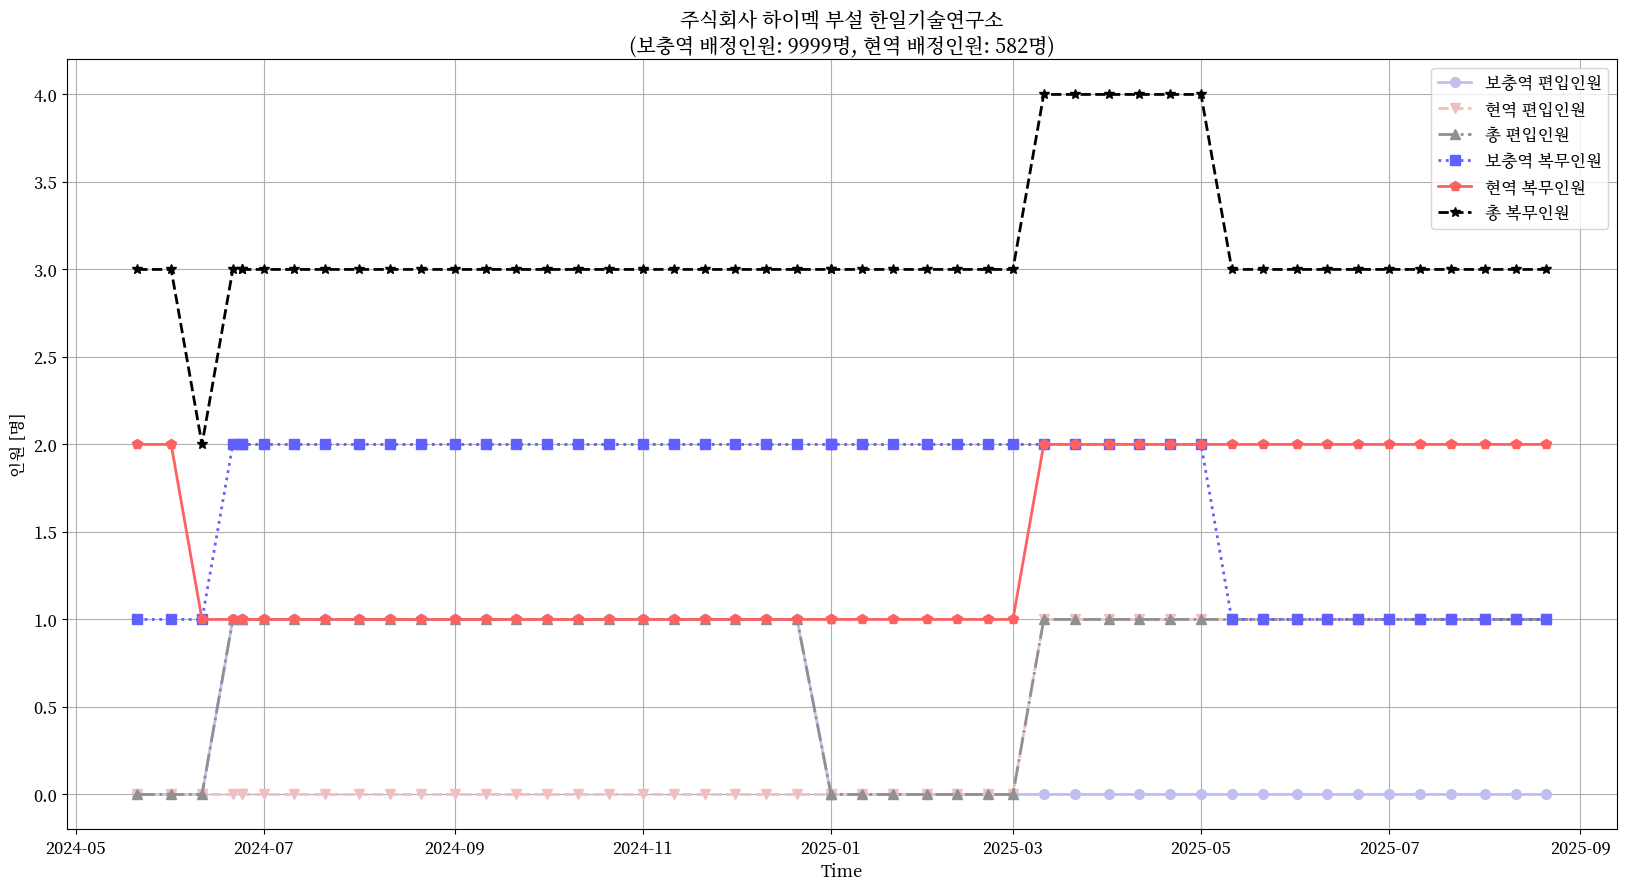 주식회사 하이멕 부설 한일기술연구소
(보충역 배정인원: 9999명, 현역 배정인원: 582명)
보충역 편입인원
현역 편입인원
총 편입인원
보충역 복무인원
현역 복무인원
총 복무인원
4.0
3.5
3.0
2.5
2.0
1.5
1.0
0.5
0.0
인원 [명]
2024-05
2024-07
2024-09
2024-11
2025-01
2025-03
2025-05
2025-07
2025-09
Time